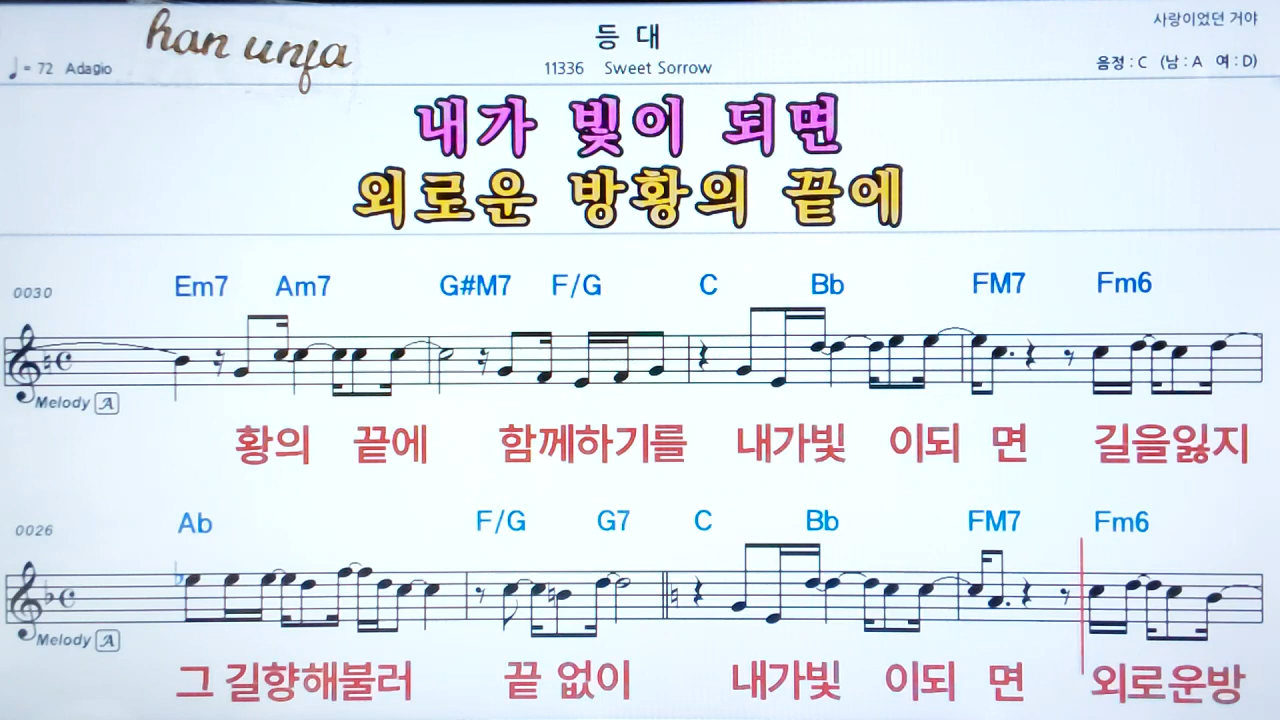 han unfa
등 대
사랑이었던 거야
♩= 72 Adagio
11336 Sweet Sorrow
음정 : C (남 : A 여 : D)
내가 빛이 되면
외로운 방황의 끝에
Em7 Am7 G#M7 F/G C Bb FM7 Fm6
0030
Melody A
황의 끝에 함께하기를 내가빛 이되 면 길을잃지
Ab F/G G7 C Bb FM7 Fm6
0026
Melody A
그 길향해불러 끝 없이 내가빛 이되 면 외로운방